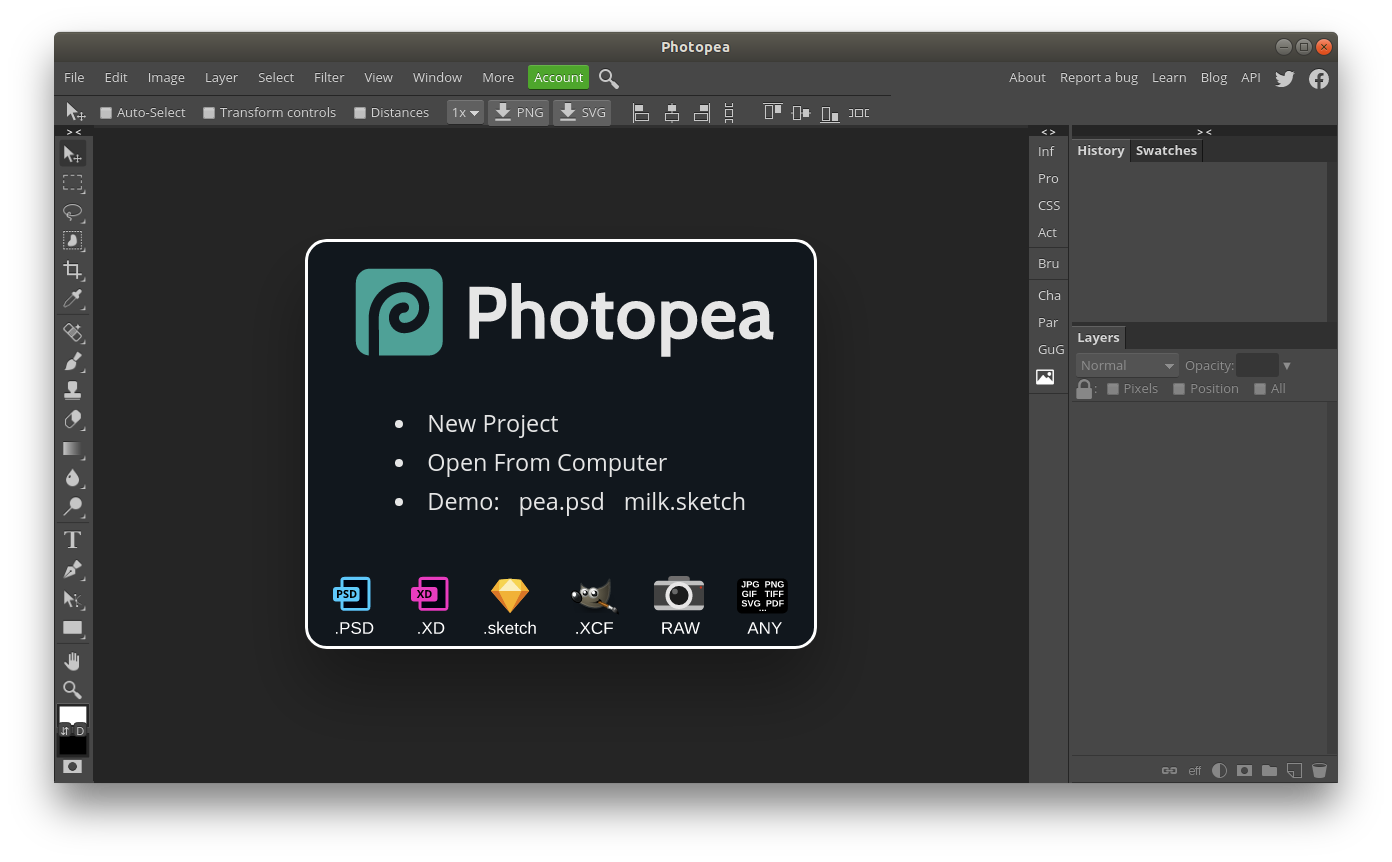 Photopea
File Edit Image Layer Select Filter View Window More Account About Report a bug Learn Blog API
Auto-Select Transform controls Distances 1x PNG SVG
> < < > > <
Inf
Pro
CSS
Act
Bru
Cha
Par
GuG
History Swatches
Layers
Normal Opacity:
: Pixels Position All
Photopea
• New Project
• Open From Computer
• Demo: pea.psd milk.sketch
PSD XD JPG PNG
GIF TIFF
SVG PDF
...
.PSD .XD .sketch .XCF RAW ANY
T
D
eff